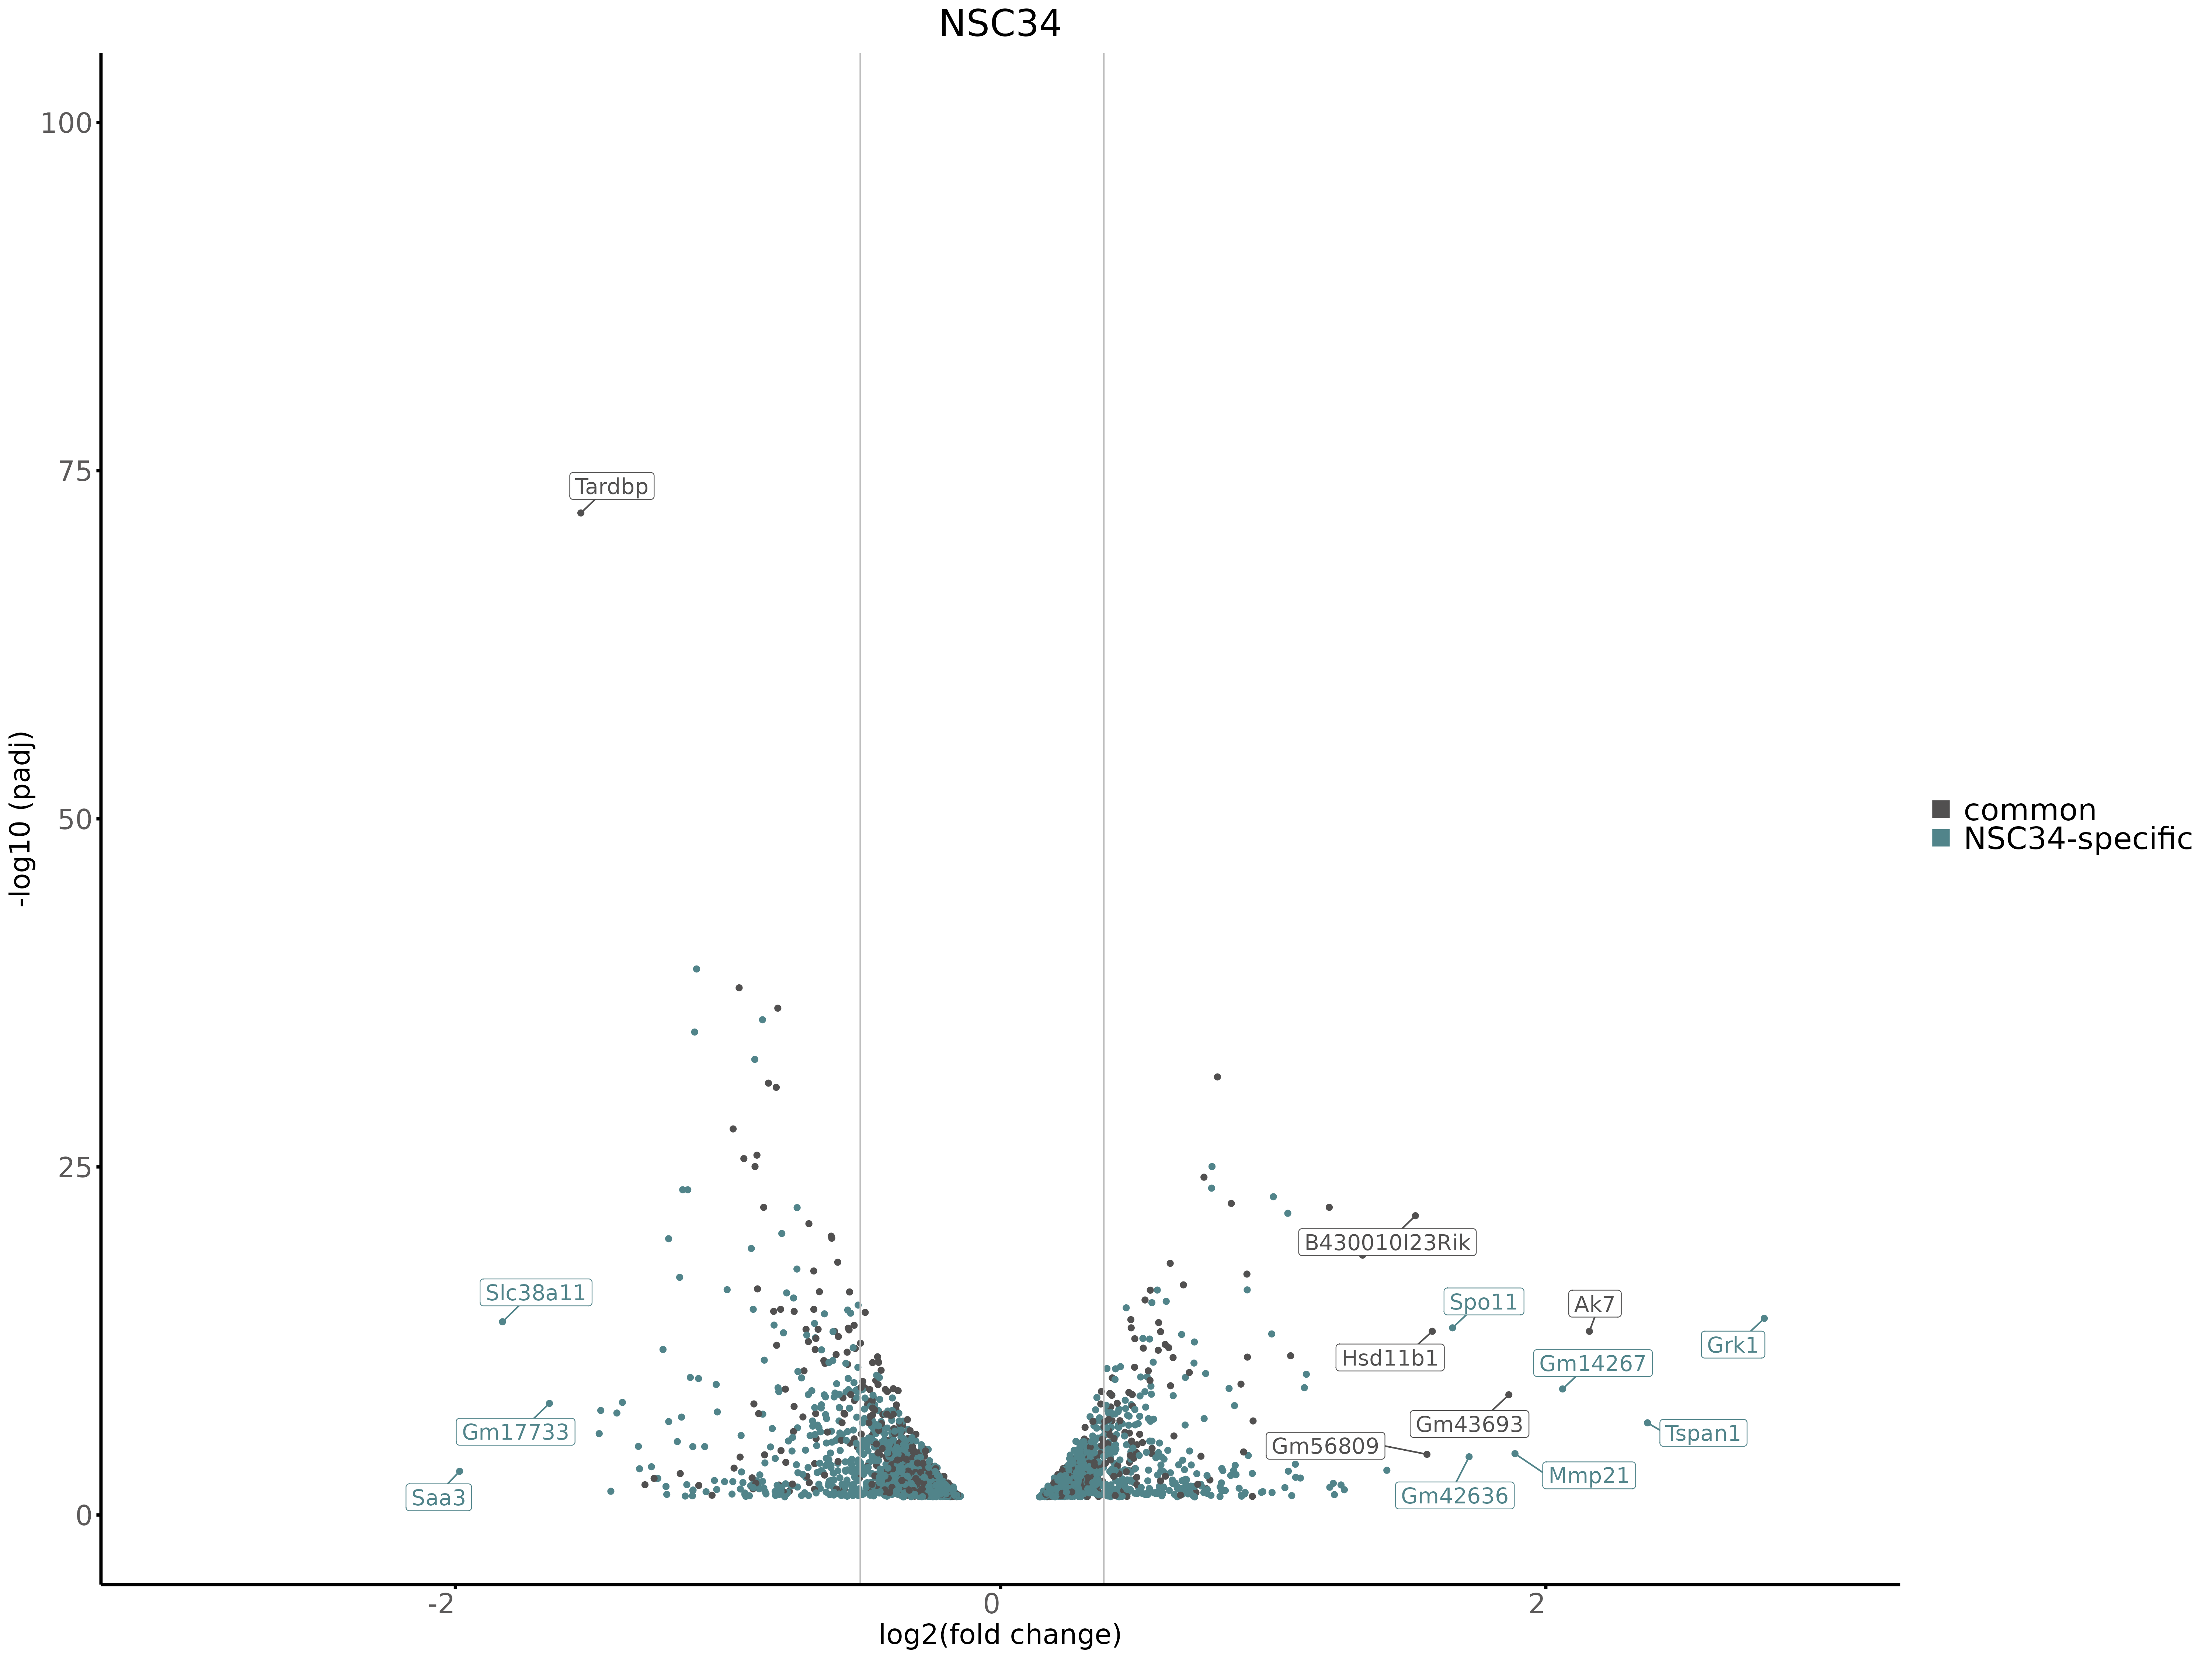 NSC34
100
75
50
25
0
-log10 (padj)
Tardbp
B430010I23Rik
Slc38a11
Spo11
Ak7
Grk1
Hsd11b1
Gm14267
Gm17733
Gm43693
Tspan1
Gm56809
Mmp21
Saa3
Gm42636
common
NSC34-specific
-2
0
2
log2(fold change)